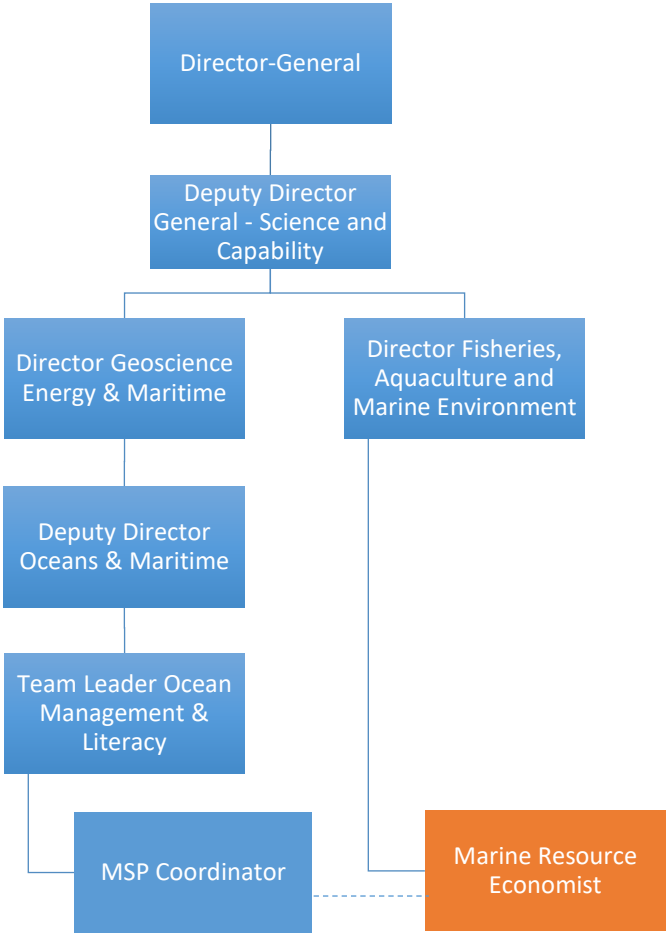 Director-General
Deputy Director
General - Science and
Capability
Director Geoscience
Energy & Maritime
Director Fisheries,
Aquaculture and
Marine Environment
Deputy Director
Oceans & Maritime
Team Leader Ocean
Management &
Literacy
MSP Coordinator
Marine Resource
Economist